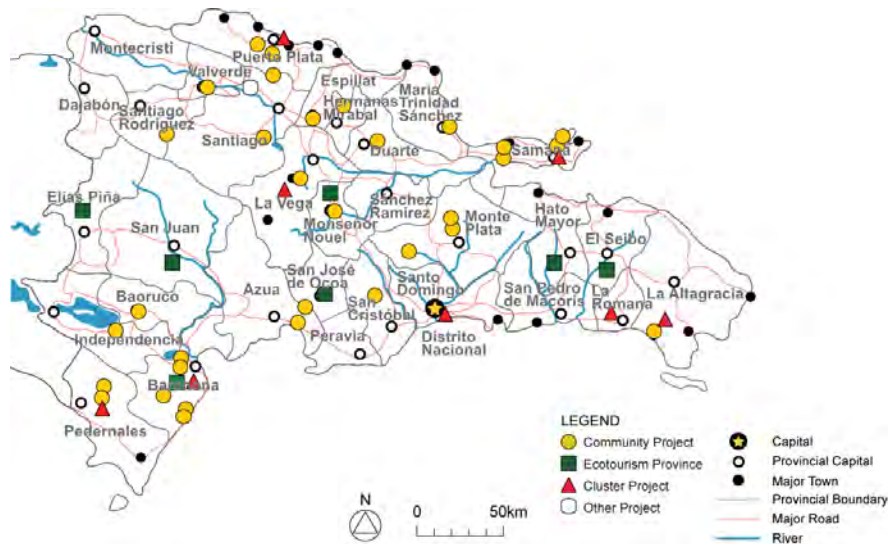 Montecristi
Puerto Plata
Valverde
Espillat
Maria
Trinidad
Sánchez
Dajabón
Santiago
Rodríguez
Hermanas
Mirabal
Santiago
Duarte
Samaná
Elías Piña
La Vega
Sánchez
Ramírez
San Juan
Monseñor
Nouel
Monte
Plata
Hato
Mayor
El Seibo
San José
de Ocoa
Santo
Domingo
Baoruco
Azua
San
Cristóbal
San Pedro
de Macorís
La
Romana
La Altagracia
Independencia
Peravia
Distrito
Nacional
Barahona
Pedernales
LEGEND
Community Project
Ecotourism Province
Cluster Project
Other Project
Capital
Provincial Capital
Major Town
Provincial Boundary
Major Road
River
N
0
50km